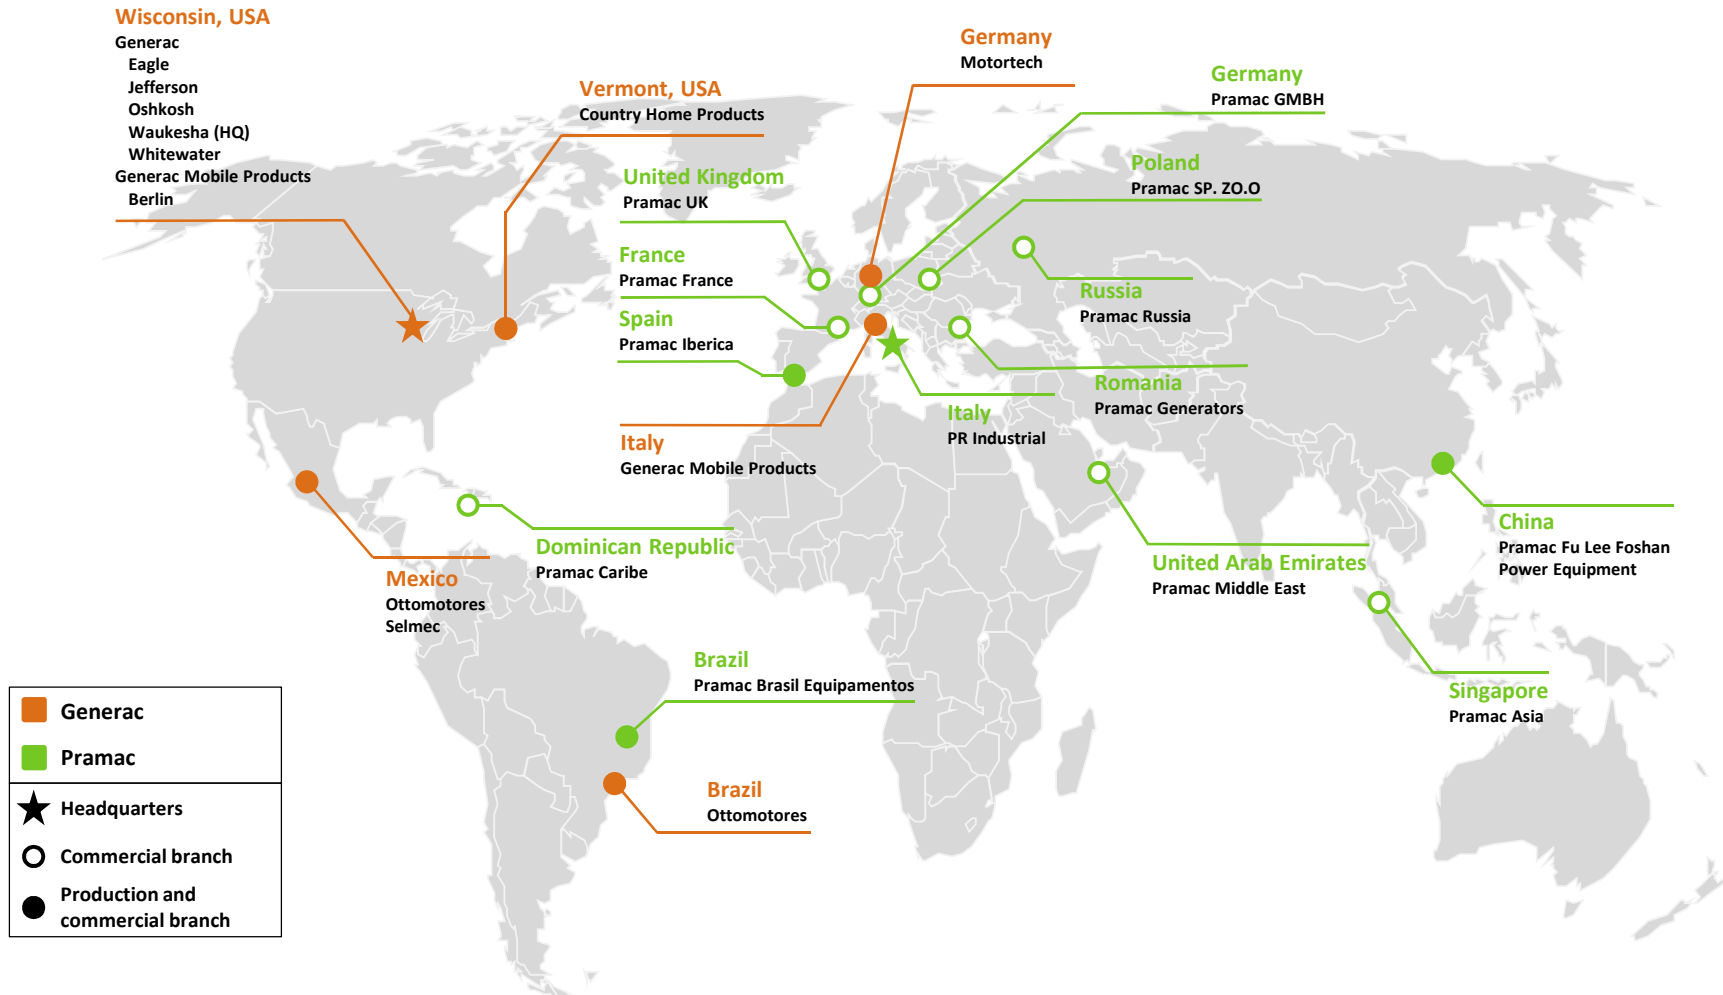 Wisconsin, USA
Generac
Eagle
Jefferson
Oshkosh
Waukesha (HQ)
Whitewater
Generac Mobile Products
Berlin
Vermont, USA
Country Home Products
Germany
Motortech
Germany
Pramac GMBH
United Kingdom
Pramac UK
Poland
Pramac SP. ZO.O
France
Pramac France
Russia
Pramac Russia
Spain
Pramac Iberica
Romania
Pramac Generators
Italy
PR Industrial
Italy
Generac Mobile Products
Dominican Republic
Pramac Caribe
Mexico
Ottomotores
Selmec
United Arab Emirates
Pramac Middle East
China
Pramac Fu Lee Foshan
Power Equipment
Brazil
Pramac Brasil Equipamentos
Singapore
Pramac Asia
Brazil
Ottomotores
Generac
Pramac
Headquarters
Commercial branch
Production and
commercial branch